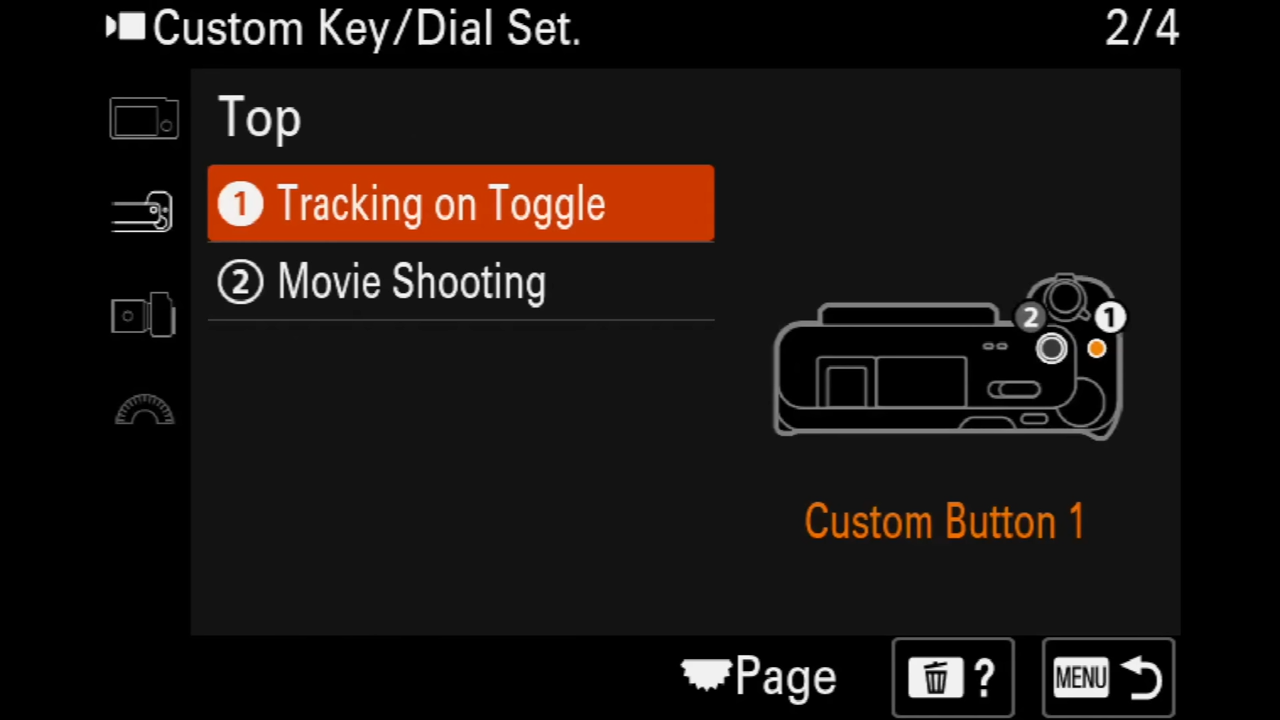 Custom Key/Dial Set. 2/4
Top
1 Tracking on Toggle
2 Movie Shooting
2 1
Custom Button 1
Page ? MENU